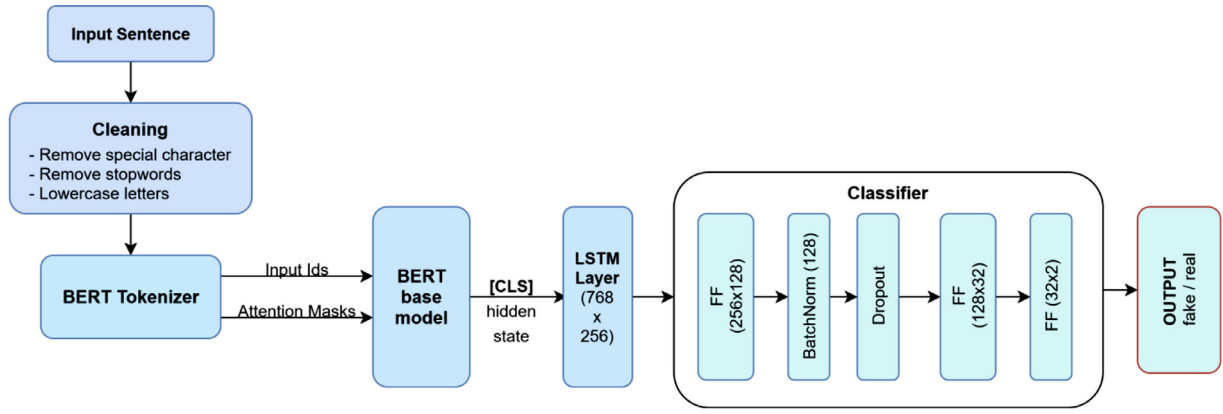 Input Sentence
Cleaning
- Remove special character
- Remove stopwords
- Lowercase letters
BERT Tokenizer
Input Ids
Attention Masks
BERT
base
model
[CLS]
hidden
state
LSTM
Layer
(768
x
256)
Classifier
FF
(256x128)
BatchNorm (128)
Dropout
FF
(128x32)
FF (32x2)
OUTPUT
fake / real